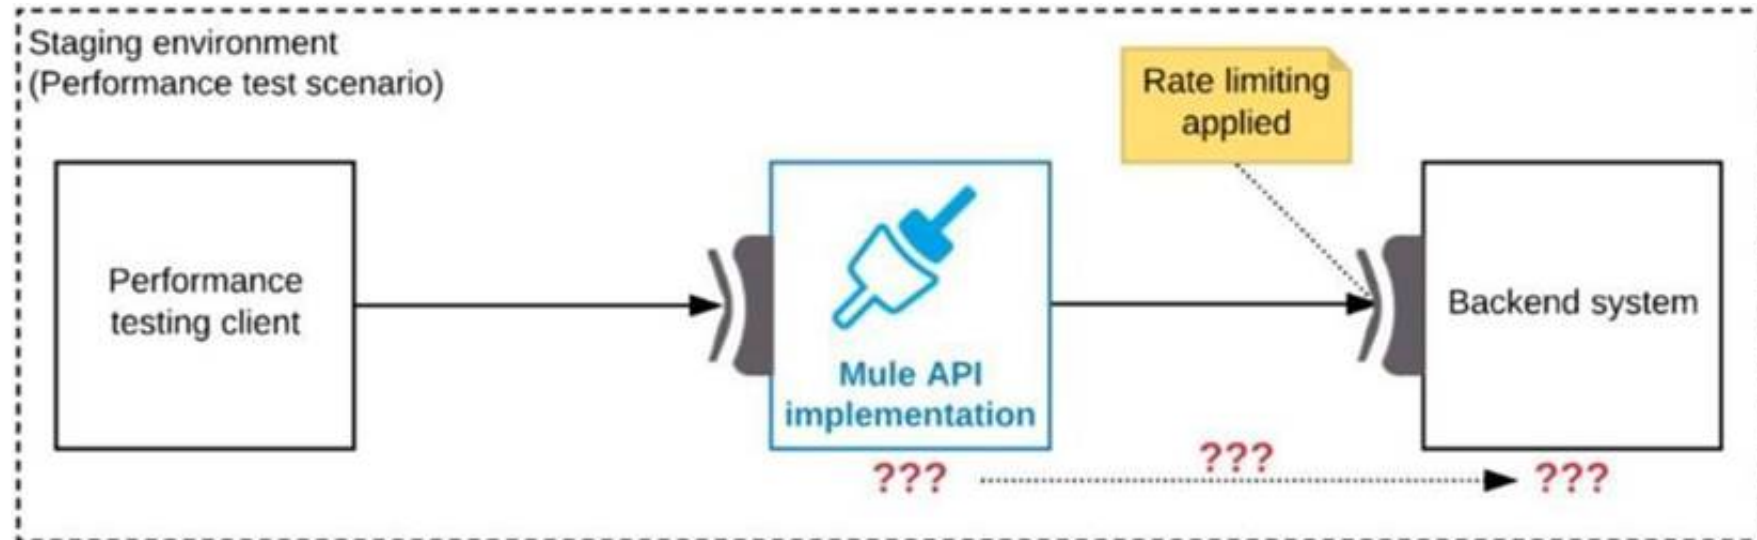 Staging environment
(Performance test scenario)
Rate limiting
applied
Performance
testing client
Mule API
implementation
Backend system
???
???
???